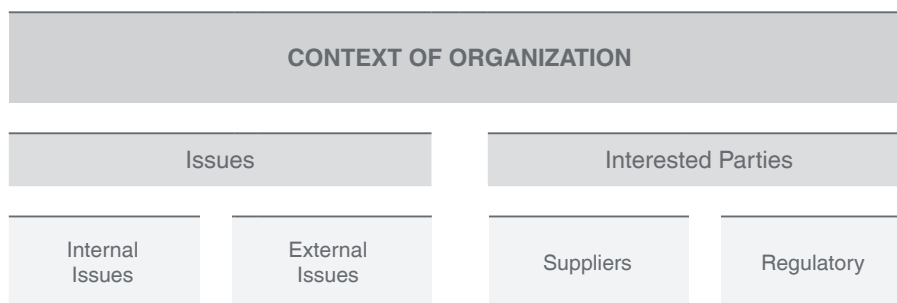 CONTEXT OF ORGANIZATION
Issues
Interested Parties
Internal
Issues
External
Issues
Suppliers
Regulatory